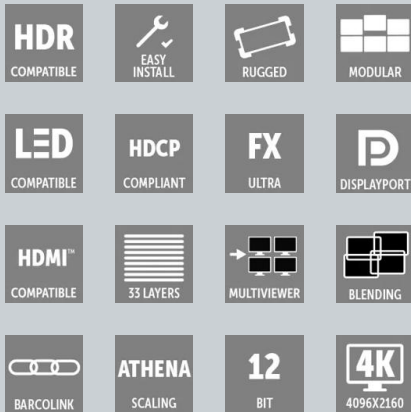 HDR
COMPATIBLE
EASY
INSTALL
RUGGED
MODULAR
LED
COMPATIBLE
HDCP
COMPLIANT
FX
ULTRA
DISPLAYPORT
HDMI™
COMPATIBLE
33 LAYERS
MULTIVIEWER
BLENDING
BARCOLINK
ATHENA
SCALING
12
BIT
4K
4096X2160